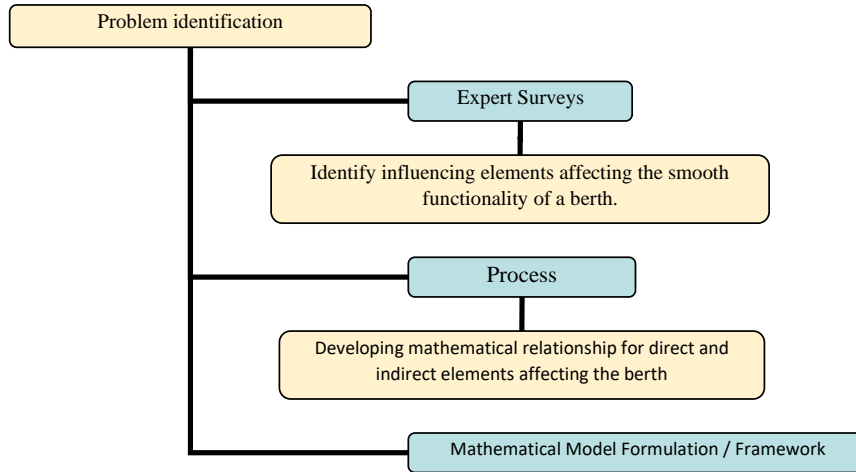 Problem identification
Expert Surveys
Identify influencing elements affecting the smooth
functionality of a berth.
Process
Developing mathematical relationship for direct and
indirect elements affecting the berth
Mathematical Model Formulation / Framework